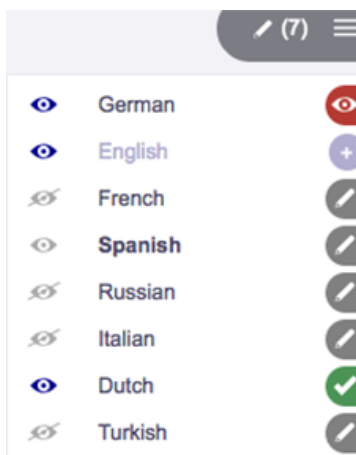 (7)
German
English
French
Spanish
Russian
Italian
Dutch
Turkish